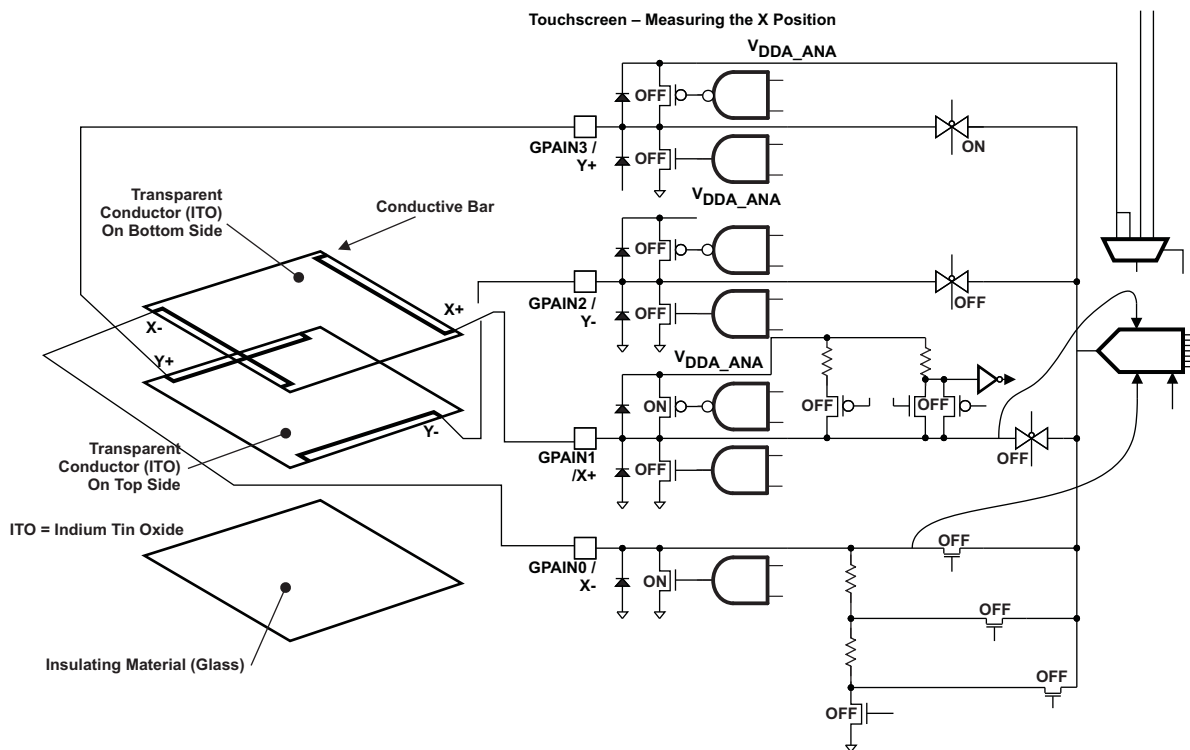 Touchscreen – Measuring the X Position
VDDA_ANA
OFF
GPAIN3 /
Y+
OFF
ON
VDDA_ANA
Transparent
Conductor (ITO)
On Bottom Side
Conductive Bar
OFF
GPAIN2 /
Y-
OFF
OFF
X+
X-
Y+
Y-
VDDA_ANA
ON
OFF
OFF
GPAIN1
/X+
OFF
OFF
Transparent
Conductor (ITO)
On Top Side
ITO = Indium Tin Oxide
GPAIN0 /
X-
ON
OFF
OFF
OFF
OFF
Insulating Material (Glass)